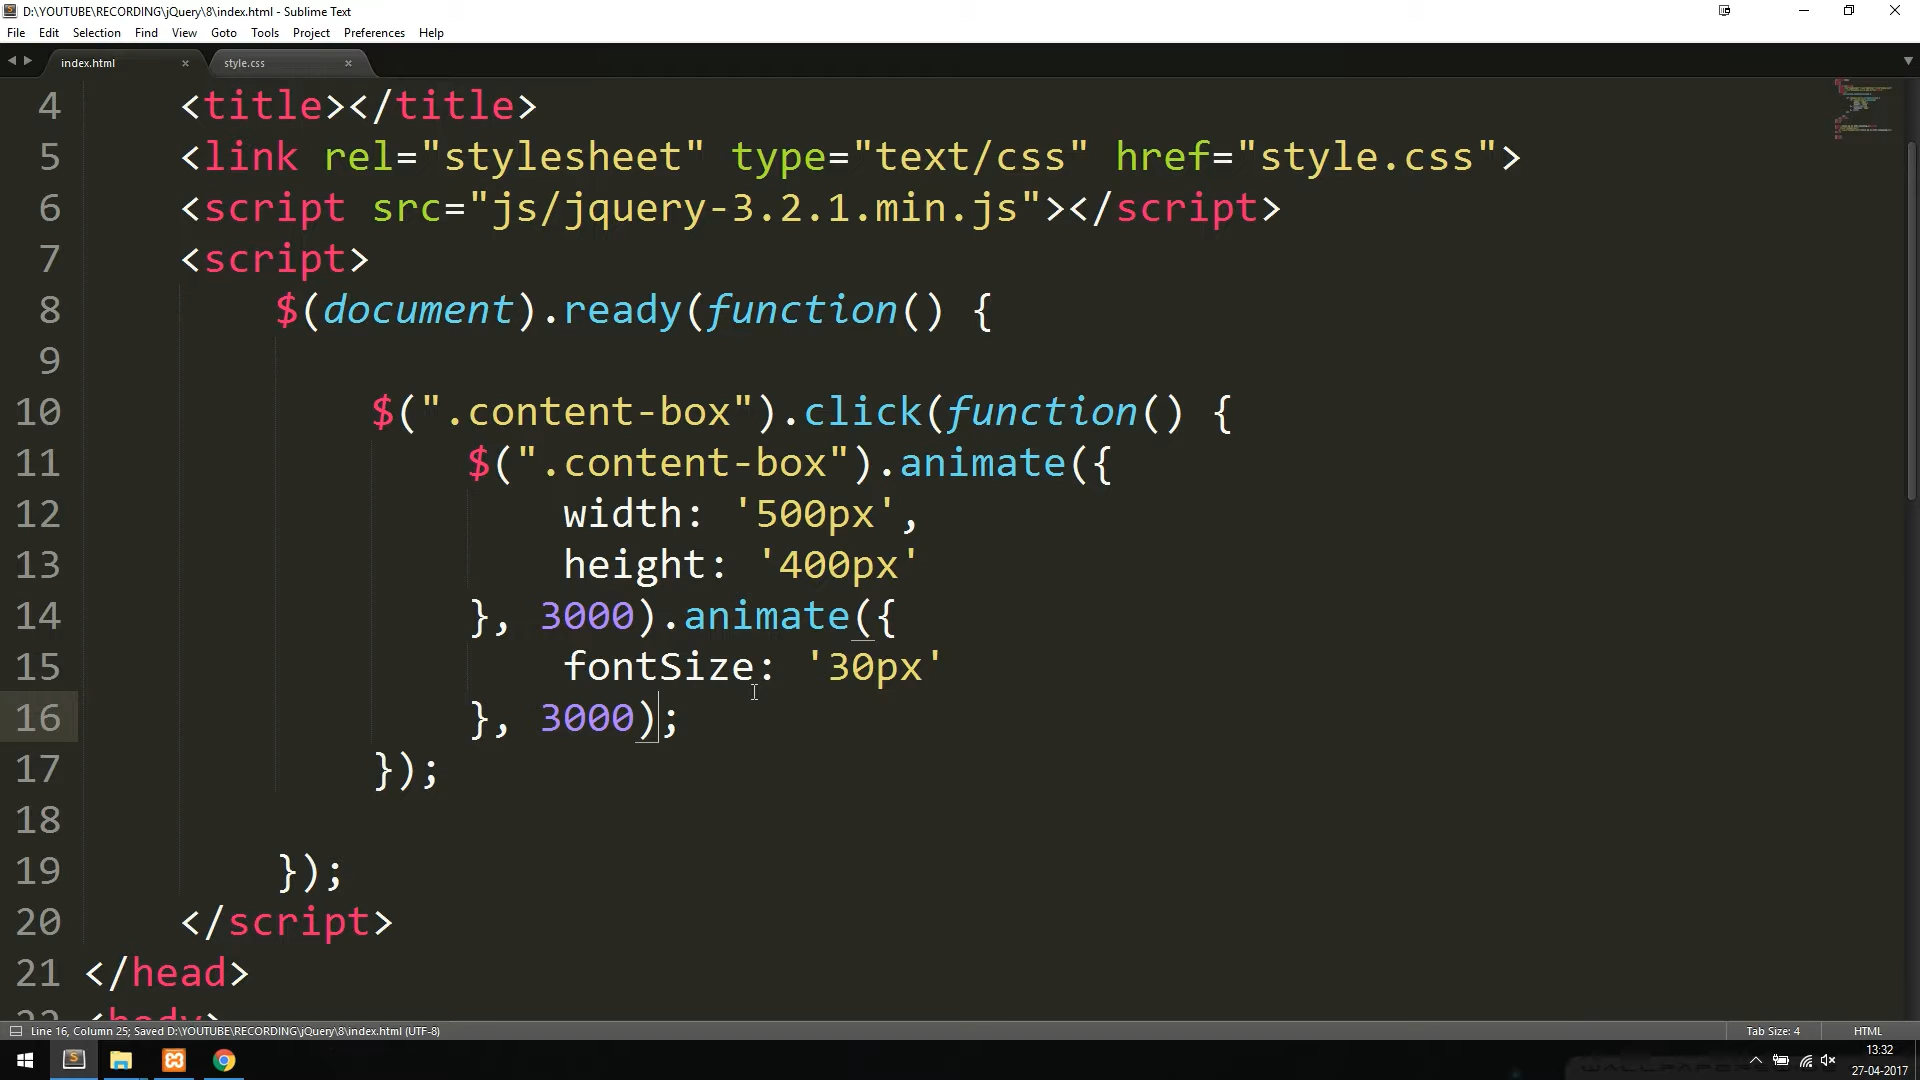 D:\YOUTUBE\RECORDING\jQuery\8\index.html - Sublime Text
File Edit Selection Find View Goto Tools Project Preferences Help
index.html × style.css ×
4 <title></title>
5 <link rel="stylesheet" type="text/css" href="style.css">
6 <script src="js/jquery-3.2.1.min.js"></script>
7 <script>
8 $(document).ready(function() {
9
10 $(".content-box").click(function() {
11 $(".content-box").animate({
12 width: '500px',
13 height: '400px'
14 }, 3000).animate({
15 fontSize: '30px'
16 }, 3000);
17 });
18
19 });
20 </script>
21 </head>
22 <body>
Line 16, Column 25; Saved D:\YOUTUBE\RECORDING\jQuery\8\index.html (UTF-8) Tab Size: 4 HTML
13:32
27-04-2017